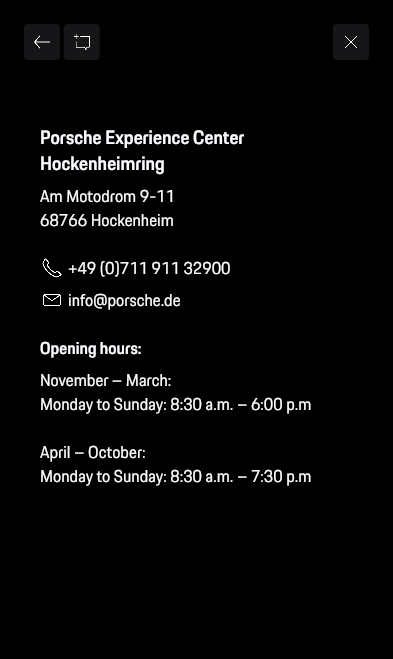 Porsche Experience Center
Hockenheimring
Am Motodrom 9-11
68766 Hockenheim
+49 (0)711 911 32900
info@porsche.de
Opening hours:
November – March:
Monday to Sunday: 8:30 a.m. – 6:00 p.m
April – October:
Monday to Sunday: 8:30 a.m. – 7:30 p.m